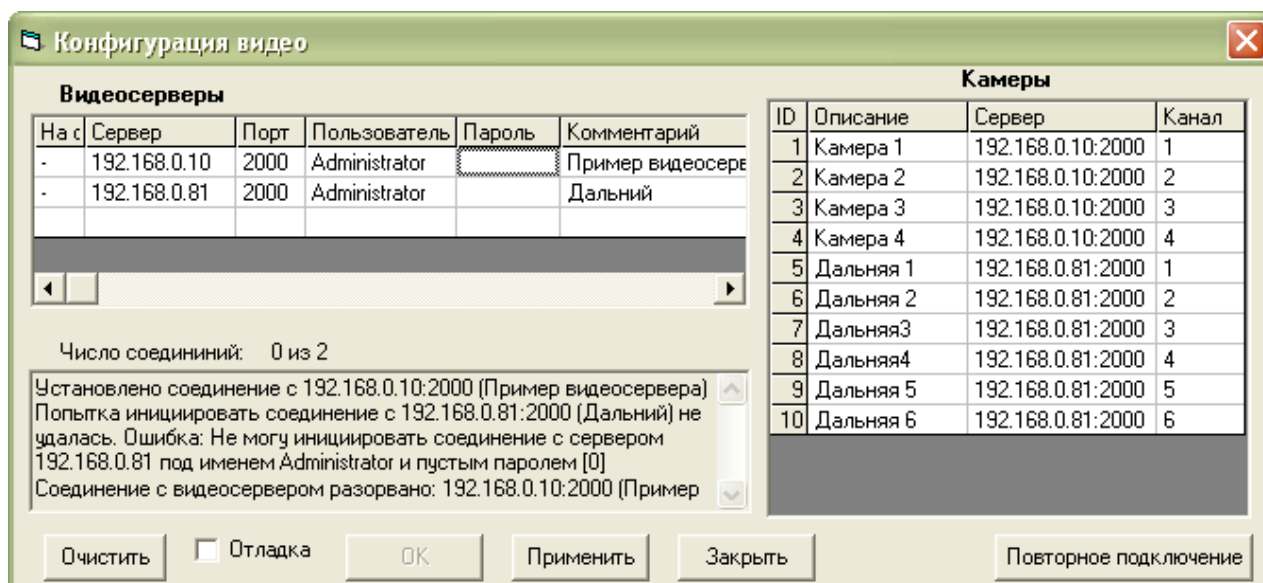 Конфигурация видео
Видеосерверы
На с Сервер Порт Пользователь Пароль Комментарий
- 192.168.0.10 2000 Administrator Пример видеосерв
- 192.168.0.81 2000 Administrator Дальний
Число соедининий: 0 из 2
Установлено соединение с 192.168.0.10:2000 (Пример видеосервера)
Попытка инициировать соединение с 192.168.0.81:2000 (Дальний) не
удалась. Ошибка: Не могу инициировать соединение с сервером
192.168.0.81 под именем Administrator и пустым паролем [0]
Соединение с видеосервером разорвано: 192.168.0.10:2000 (Пример
Камеры
ID Описание Сервер Канал
1 Камера 1 192.168.0.10:2000 1
2 Камера 2 192.168.0.10:2000 2
3 Камера 3 192.168.0.10:2000 3
4 Камера 4 192.168.0.10:2000 4
5 Дальняя 1 192.168.0.81:2000 1
6 Дальняя 2 192.168.0.81:2000 2
7 Дальняя3 192.168.0.81:2000 3
8 Дальняя4 192.168.0.81:2000 4
9 Дальняя 5 192.168.0.81:2000 5
10 Дальняя 6 192.168.0.81:2000 6
Очистить Отладка OK Применить Закрыть Повторное подключение